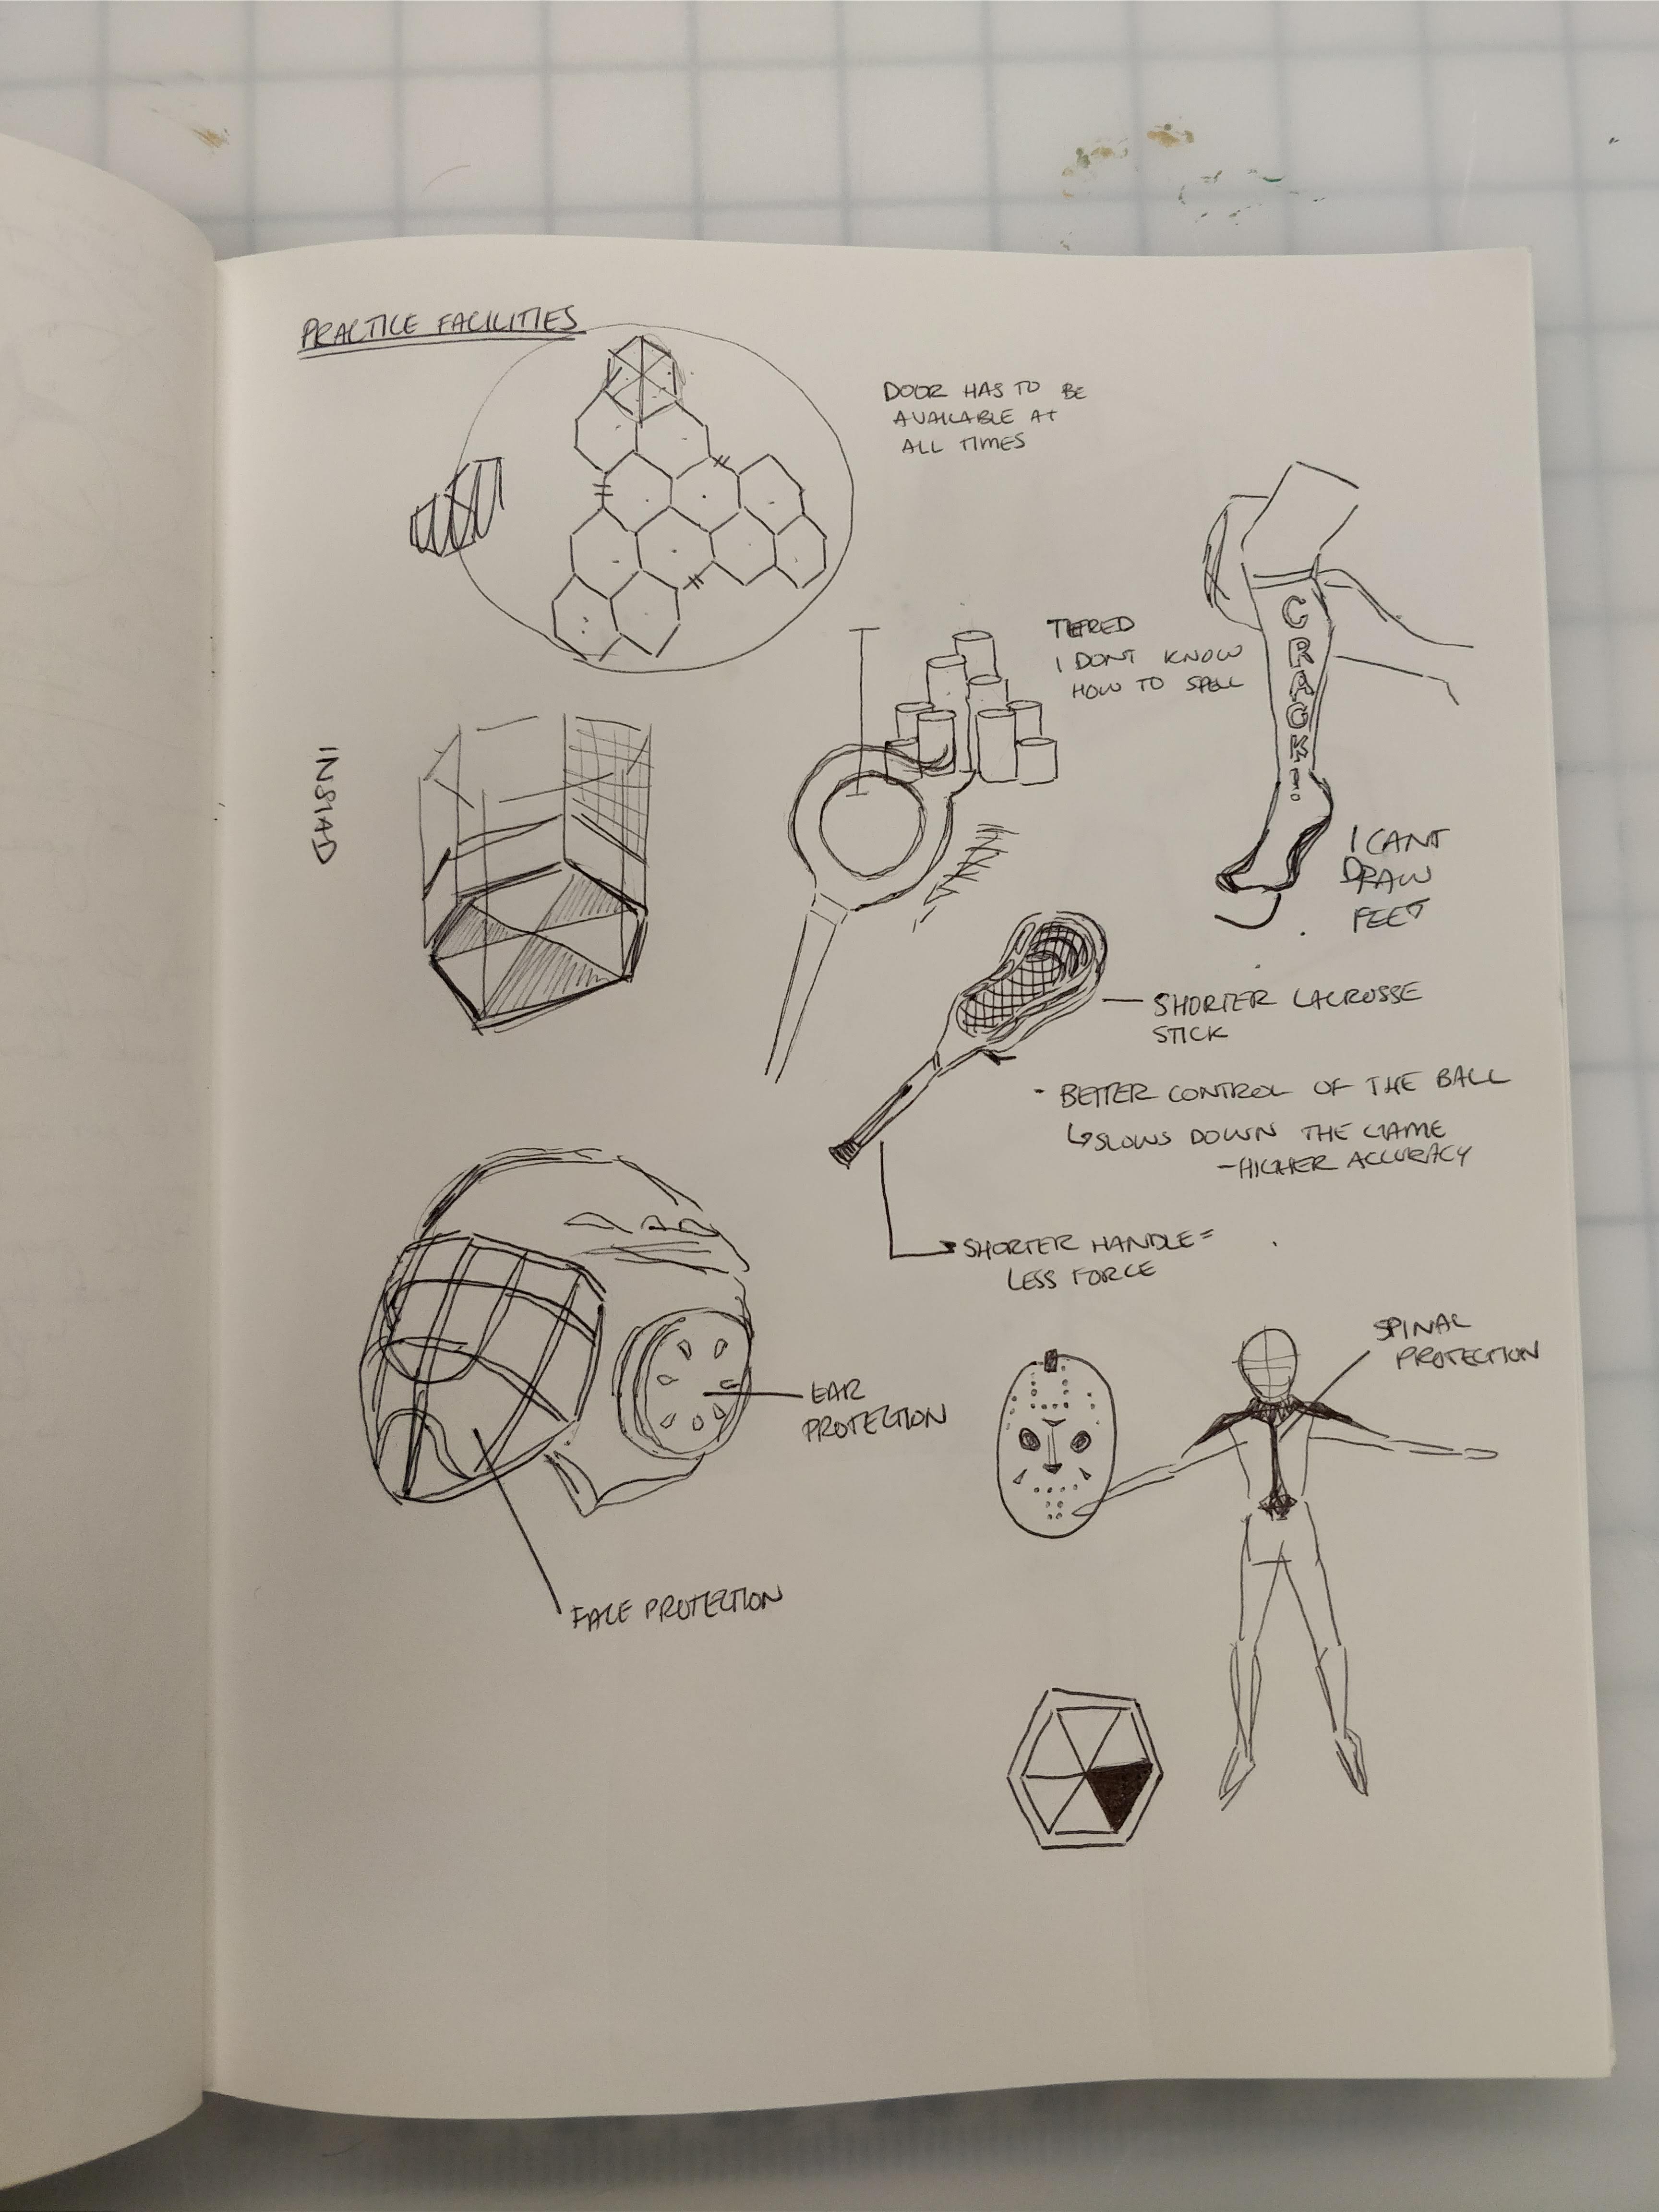 PRACTICE FACILITIES
DOOR HAS TO BE
AVAILABLE AT
ALL TIMES
TIERED
I DONT KNOW
HOW TO SPELL
CRACK!
I CANT
DRAW
FEET
SHORTER LACROSSE
STICK
- BETTER CONTROL OF THE BALL
↳ SLOWS DOWN THE GAME
- HIGHER ACCURACY
SHORTER HANDLE =
LESS FORCE
EAR
PROTECTION
FACE PROTECTION
SPINAL
PROTECTION